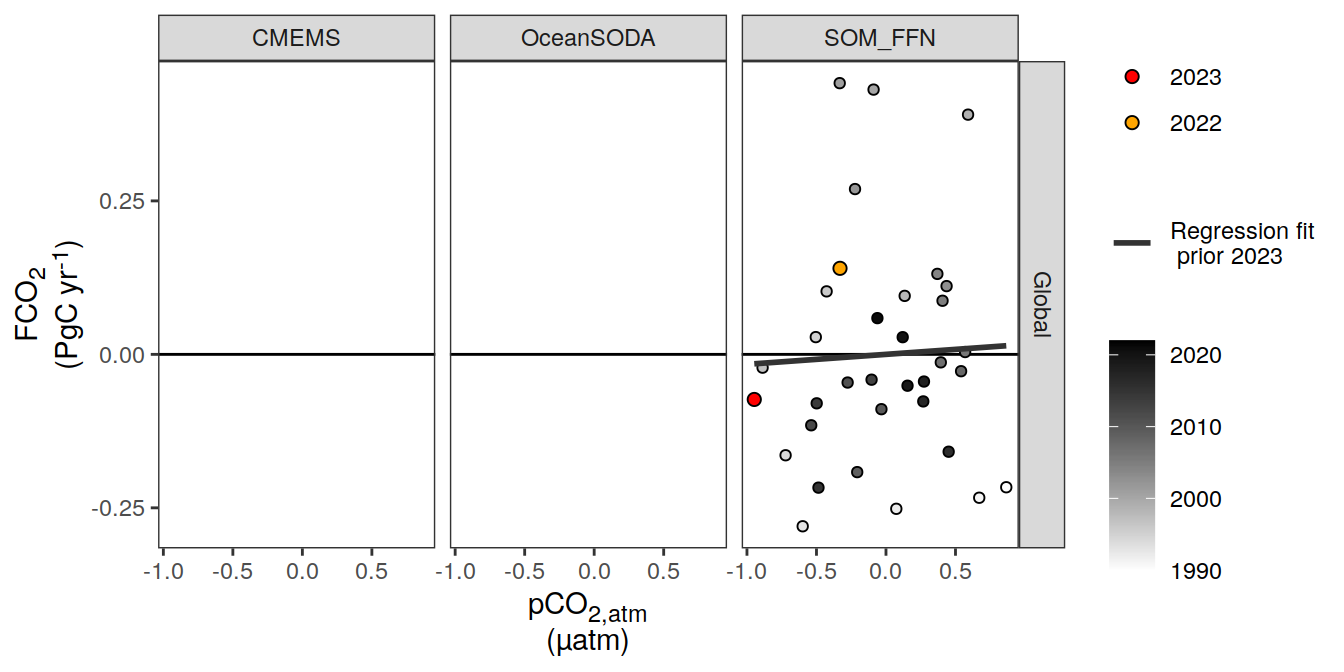 CMEMS OceanSODA SOM_FFN
2023
2022
Regression fit
prior 2023
2020
2010
2000
1990
Global
FCO2
(PgC yr-1)
0.25
0.00
-0.25
-1.0 -0.5 0.0 0.5 -1.0 -0.5 0.0 0.5 -1.0 -0.5 0.0 0.5
pCO2,atm
(µatm)